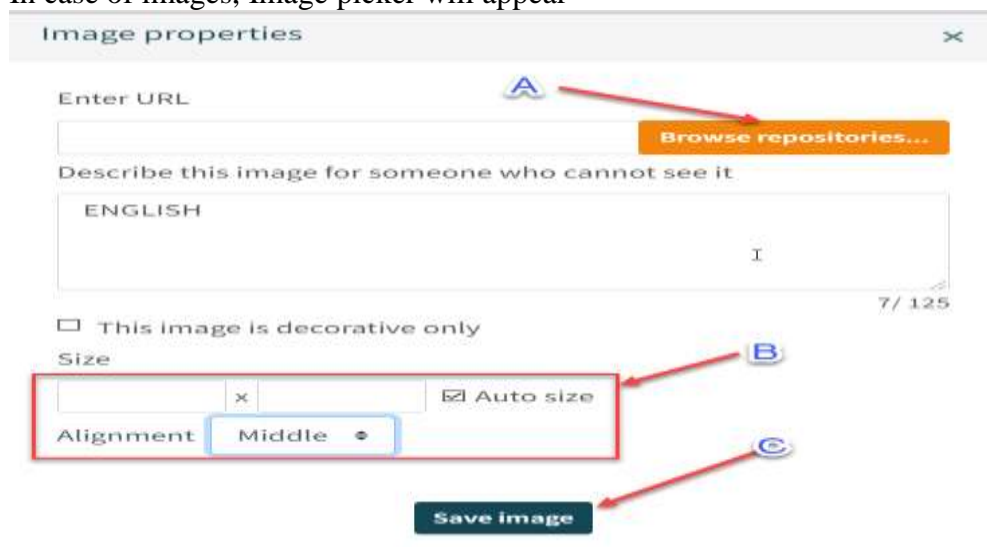 In case of images, Image picker will appear
Image properties ×
A
Enter URL
Browse repositories...
Describe this image for someone who cannot see it
ENGLISH
7/ 125
This image is decorative only
B
Size
× Auto size
Alignment Middle
C
Save image